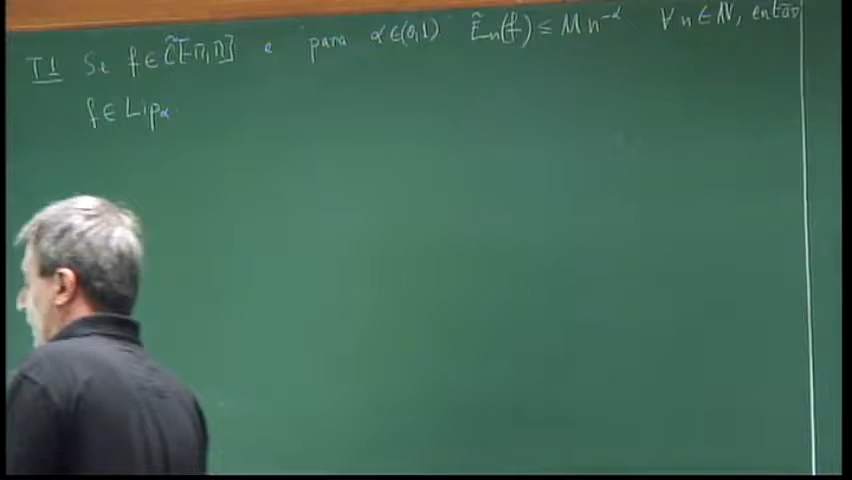 T1 Se f ∈ C̃[-π,π] e para α∈(0,1) Ẽn(f) ≤ M n^-α ∀ n ∈ N, então
f ∈ Lipα